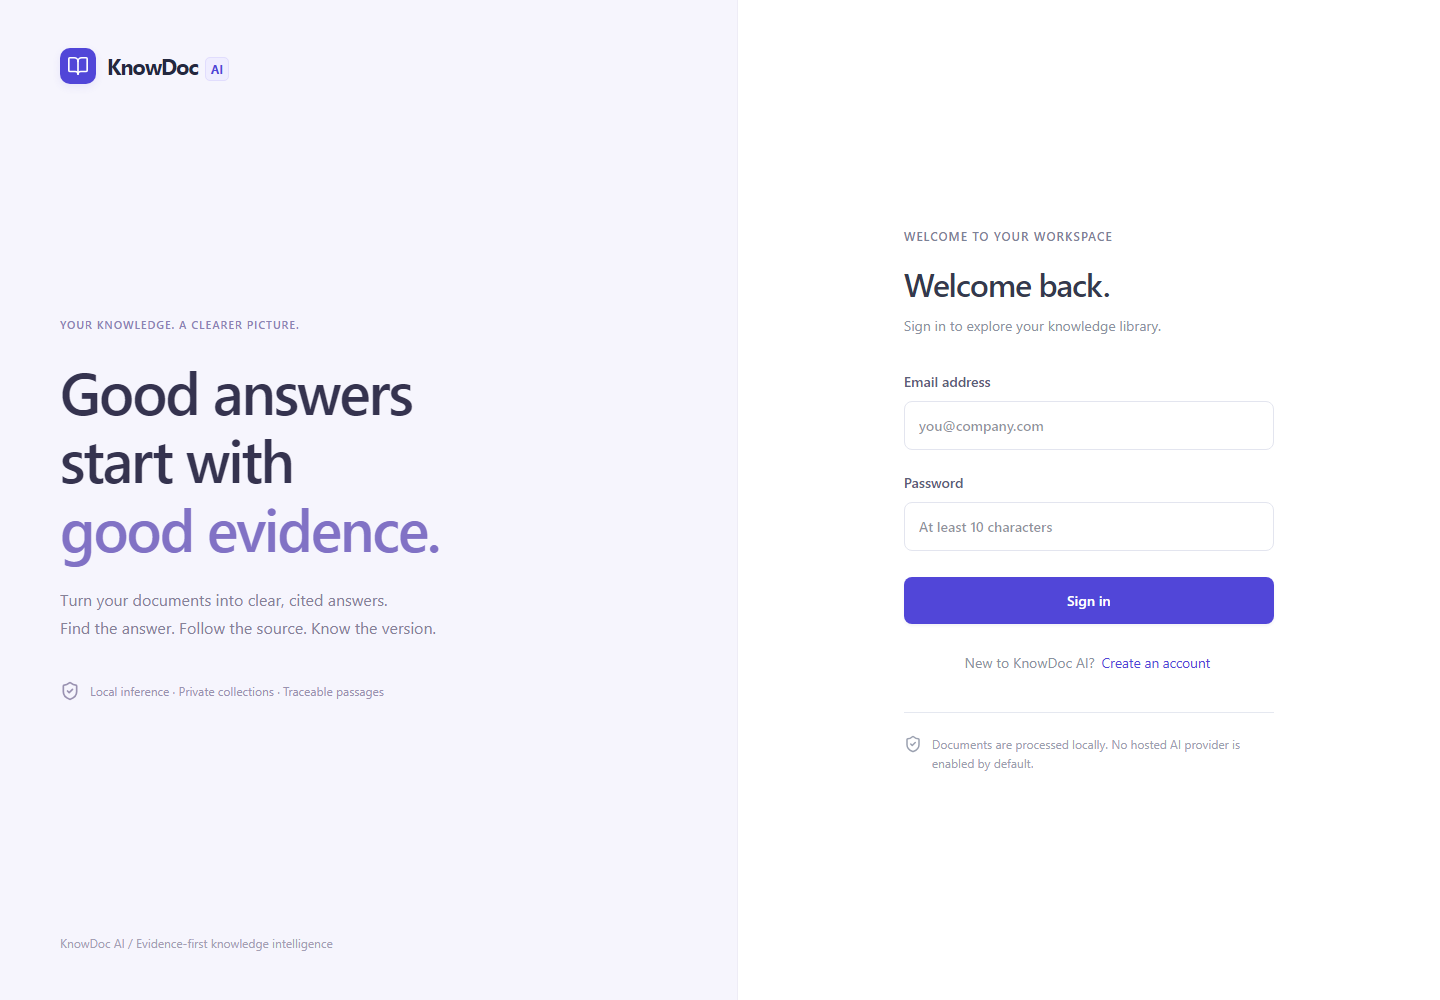 KnowDoc AI
YOUR KNOWLEDGE. A CLEARER PICTURE.
Good answers
start with
good evidence.
Turn your documents into clear, cited answers.
Find the answer. Follow the source. Know the version.
Local inference · Private collections · Traceable passages
KnowDoc AI / Evidence-first knowledge intelligence
WELCOME TO YOUR WORKSPACE
Welcome back.
Sign in to explore your knowledge library.
Email address
you@company.com
Password
At least 10 characters
Sign in
New to KnowDoc AI? Create an account
Documents are processed locally. No hosted AI provider is
enabled by default.